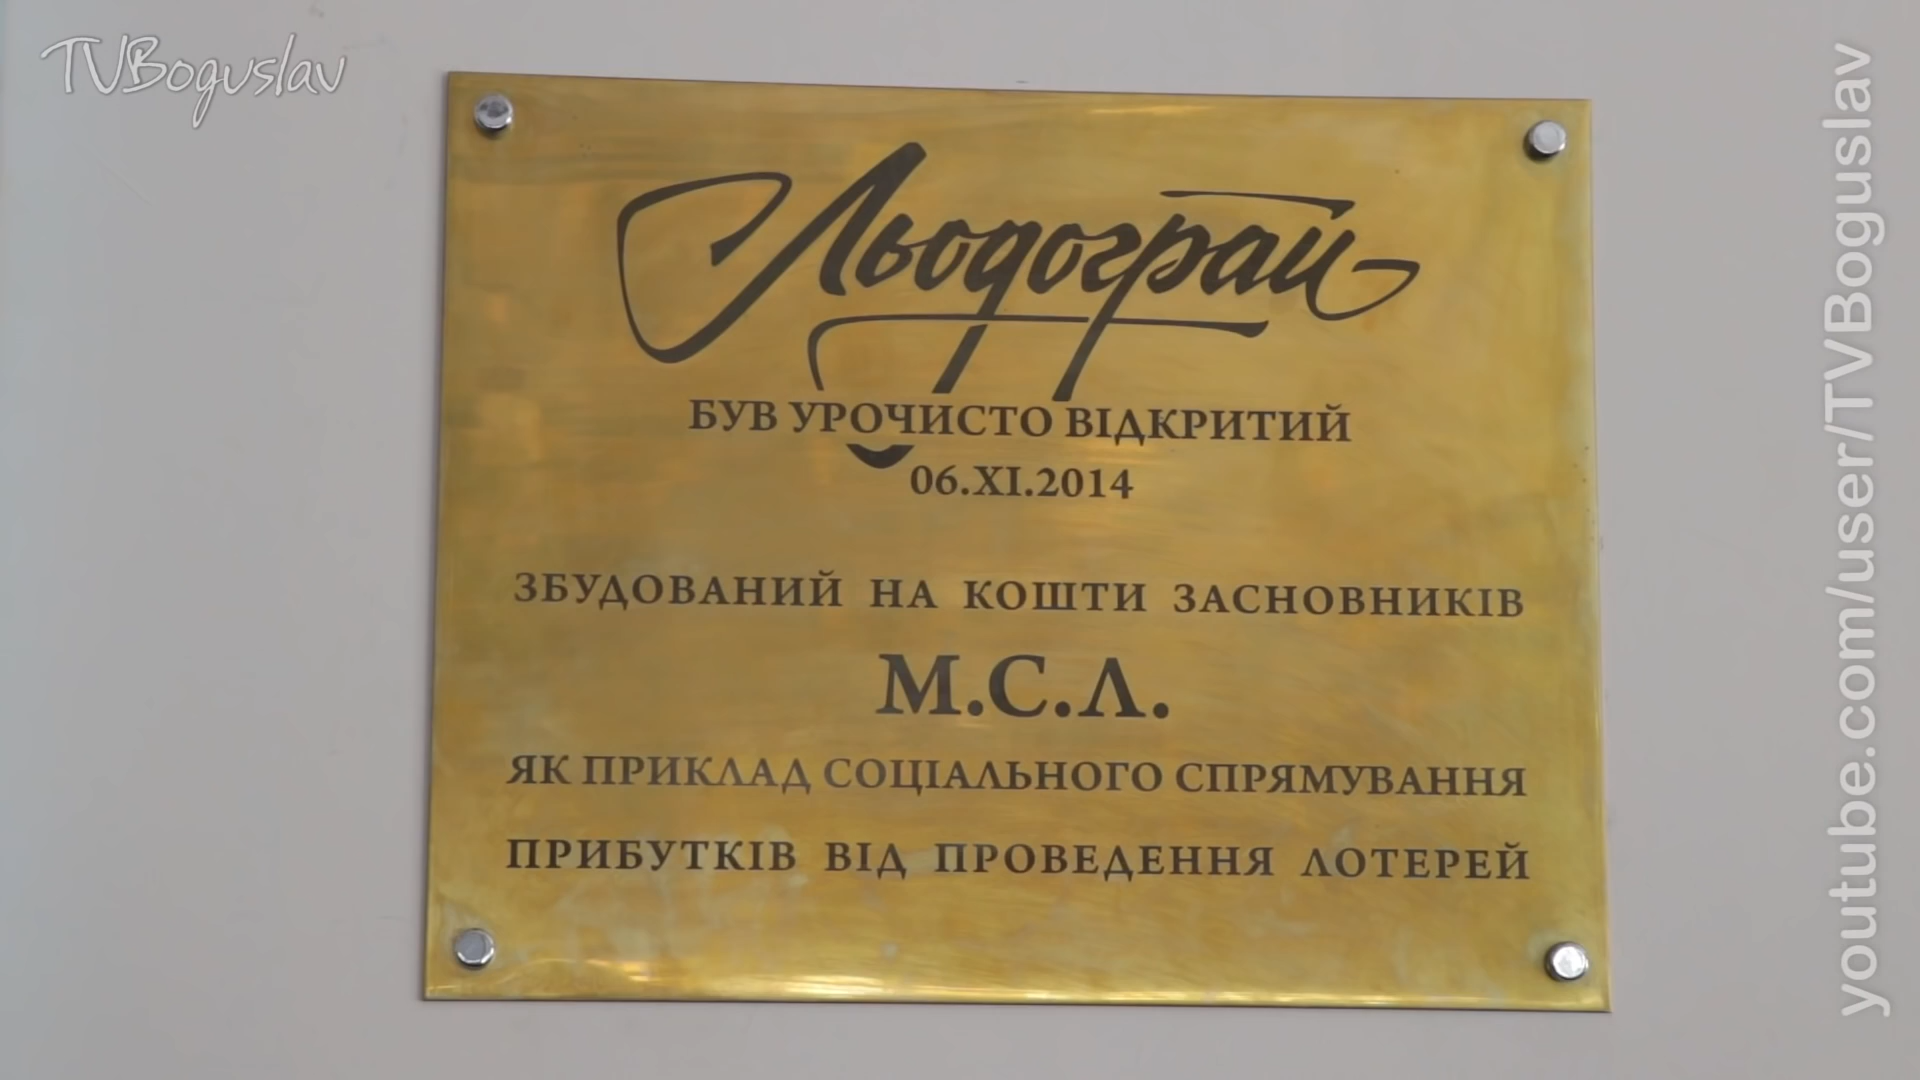 TVBoguslav
Льодограй
БУВ УРОЧИСТО ВІДКРИТИЙ
06.XI.2014
ЗБУДОВАНИЙ НА КОШТИ ЗАСНОВНИКІВ
М.С.Л.
ЯК ПРИКЛАД СОЦІАЛЬНОГО СПРЯМУВАННЯ
ПРИБУТКІВ ВІД ПРОВЕДЕННЯ ЛОТЕРЕЙ
youtube.com/user/TVBoguslav